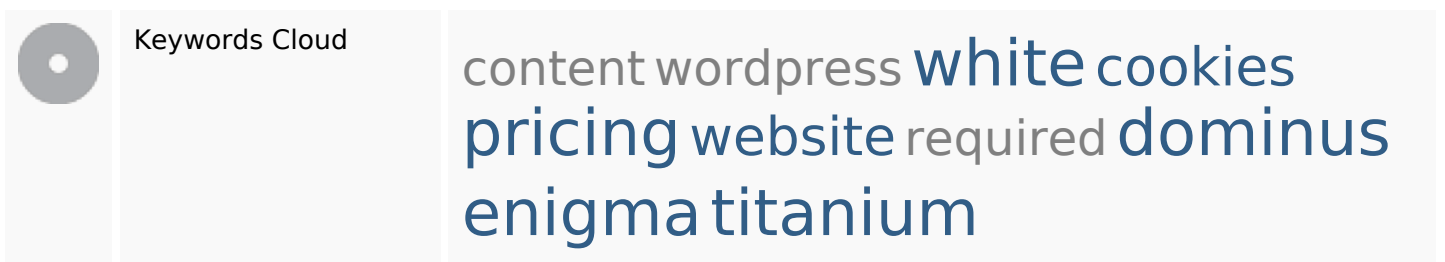 Keywords Cloud
content wordpress white cookies
pricing website required dominus
enigma titanium